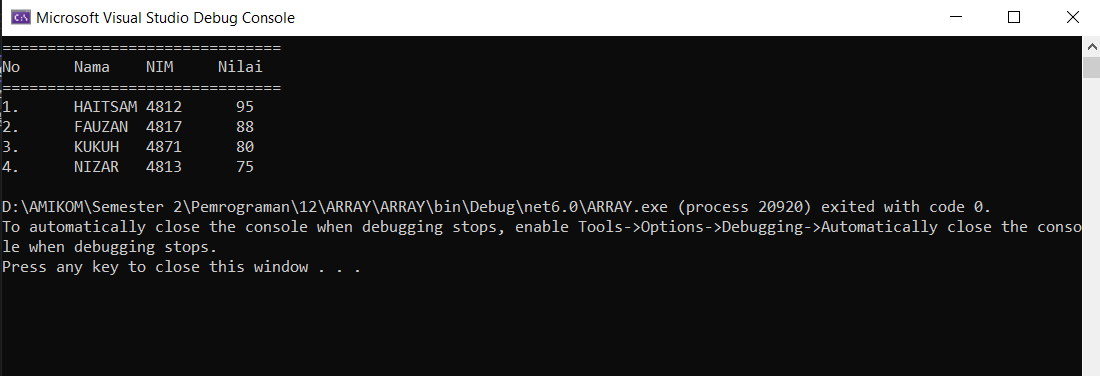 Microsoft Visual Studio Debug Console
===============================
No      Nama    NIM     Nilai
===============================
1.      HAITSAM 4812      95
2.      FAUZAN  4817      88
3.      KUKUH   4871      80
4.      NIZAR   4813      75
D:\AMIKOM\Semester 2\Pemrograman\12\ARRAY\ARRAY\bin\Debug\net6.0\ARRAY.exe (process 20920) exited with code 0.
To automatically close the console when debugging stops, enable Tools->Options->Debugging->Automatically close the conso
le when debugging stops.
Press any key to close this window . . .